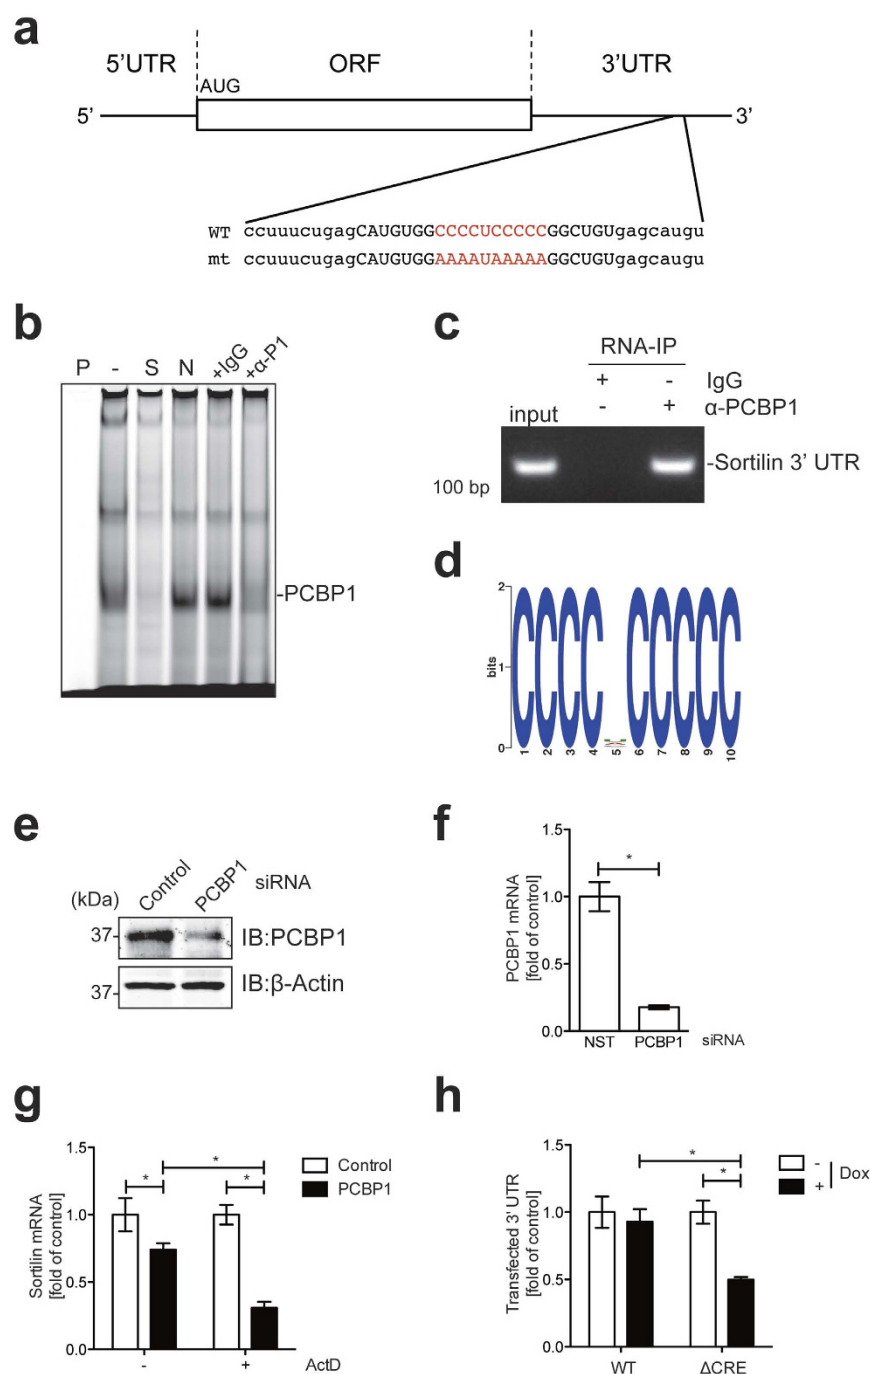 a
5'UTR ORF 3'UTR
AUG
5' 3'
WT ccuuucugagCAUGUGGCCCCUCCCCCGGCUGUgagcaugu
mt ccuuucugagCAUGUGGAAAAUAAAAAGGCUGUgagcaugu
b
P - S N +IgG +α-P1
-PCBP1
c
RNA-IP
+ - IgG
input - + α-PCBP1
-Sortilin 3' UTR
100 bp
d
2
bits
1
0
CCCC CCCCC
1 2 3 4 5 6 7 8 9 10
e
Control PCBP1 siRNA
(kDa)
37- IB:PCBP1
37- IB:β-Actin
f
PCBP1 mRNA
[fold of control]
1.5
1.0
0.5
0.0
*
NST PCBP1 siRNA
g
Sortilin mRNA
[fold of control]
1.5
1.0
0.5
0.0
* * *
Control
PCBP1
- + ActD
h
Transfected 3' UTR
[fold of control]
1.5
1.0
0.5
0.0
* *
-
+
Dox
WT ΔCRE